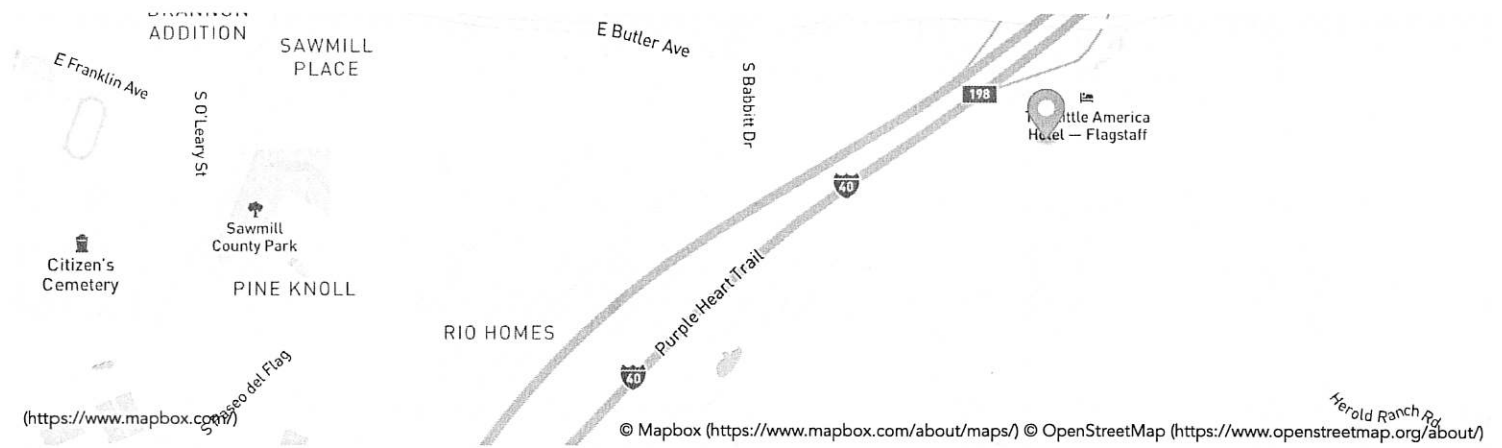 BRANNON
ADDITION
SAWMILL
PLACE
E Franklin Ave
S O'Leary St
E Butler Ave
S Babbitt Dr
198
Little America
Hotel — Flagstaff
40
Sawmill
County Park
Citizen's
Cemetery
PINE KNOLL
RIO HOMES
Purple Heart Trail
40
S Paseo del Flag
Herold Ranch Rd
(https://www.mapbox.com/)
© Mapbox (https://www.mapbox.com/about/maps/) © OpenStreetMap (https://www.openstreetmap.org/about/)